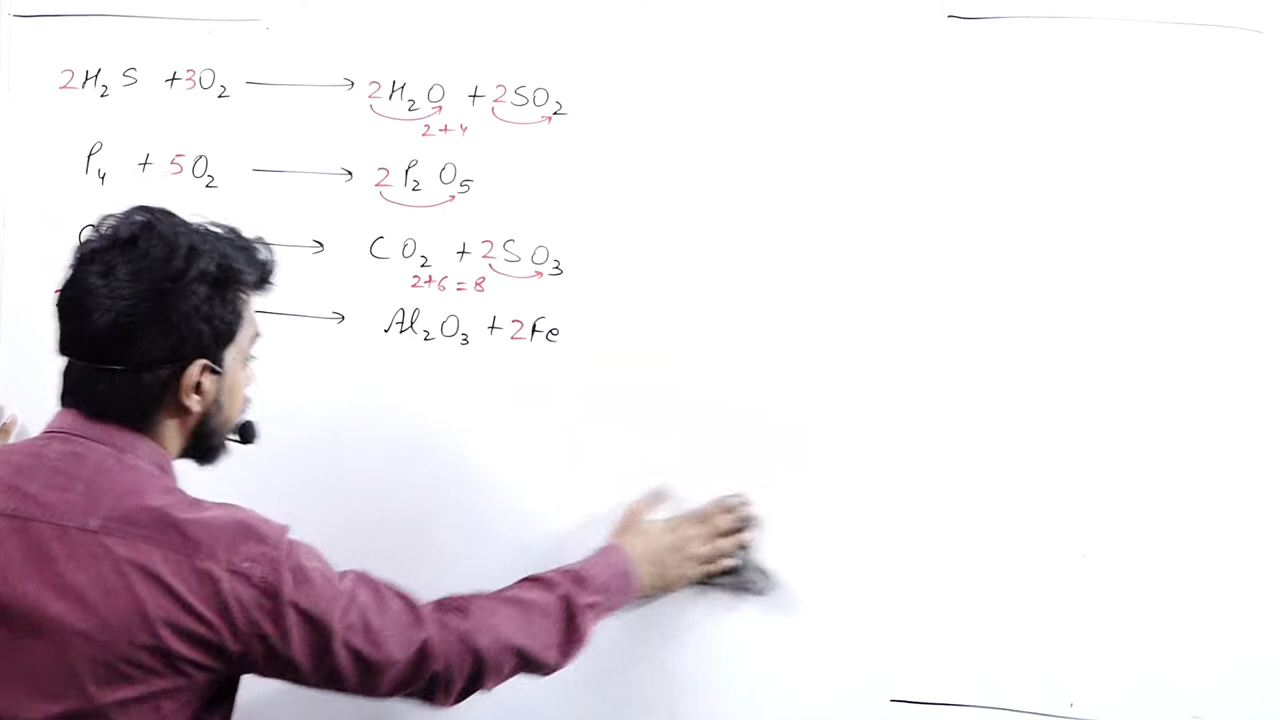 2H₂S + 3O₂ ⟶ 2H₂O + 2SO₂
2+4
P₄ + 5O₂ ⟶ 2P₂O₅
C ⟶ CO₂ + 2SO₃
2+6=8
⟶ Al₂O₃ + 2Fe